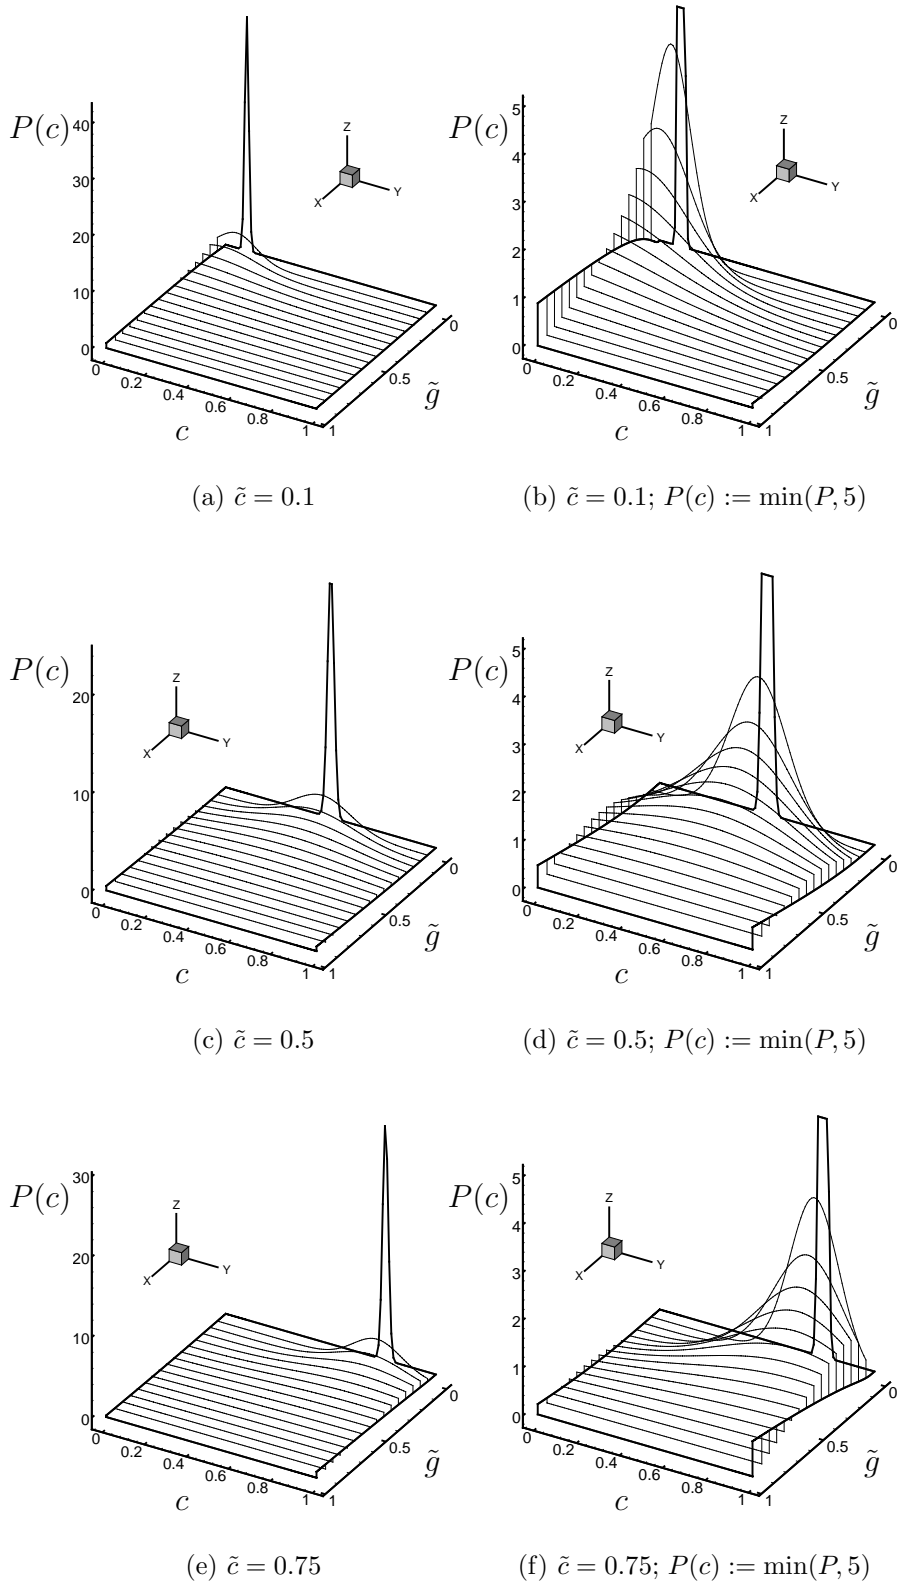 P(c)
40
30
20
10
0
Z
X
Y
0
0.2
0.4
0.6
0.8
1
c
0
0.5
1
g̃
P(c)
5
4
3
2
1
0
Z
X
Y
0
0.2
0.4
0.6
0.8
1
c
0
0.5
1
g̃
(a) c̃ = 0.1
(b) c̃ = 0.1; P(c) := min(P, 5)
P(c)
20
10
0
Z
X
Y
0
0.2
0.4
0.6
0.8
1
c
0
0.5
1
g̃
P(c)
5
4
3
2
1
0
Z
X
Y
0
0.2
0.4
0.6
0.8
1
c
0
0.5
1
g̃
(c) c̃ = 0.5
(d) c̃ = 0.5; P(c) := min(P, 5)
P(c)
30
20
10
0
Z
X
Y
0
0.2
0.4
0.6
0.8
1
c
0
0.5
1
g̃
P(c)
5
4
3
2
1
0
Z
X
Y
0
0.2
0.4
0.6
0.8
1
c
0
0.5
1
g̃
(e) c̃ = 0.75
(f) c̃ = 0.75; P(c) := min(P, 5)